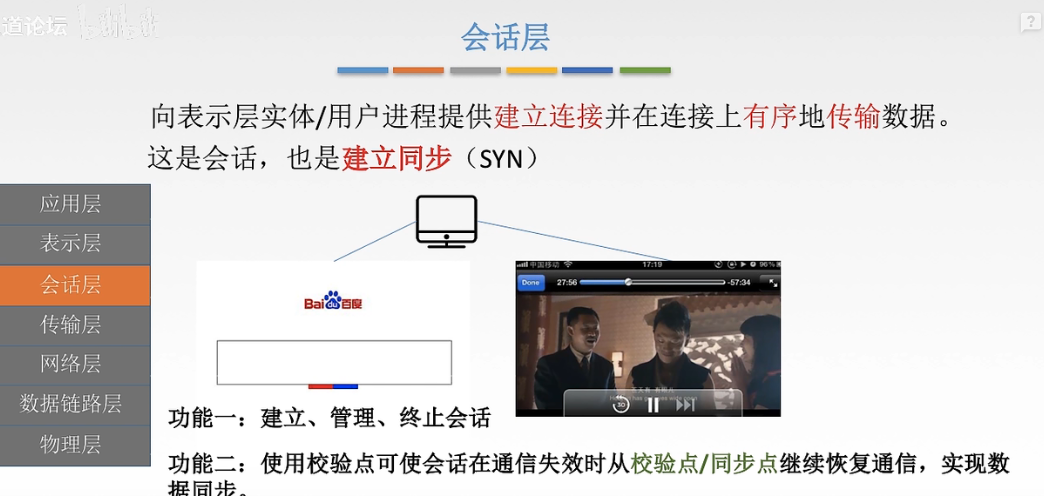 道论坛 bilibili
会话层
向表示层实体/用户进程提供建立连接并在连接上有序地传输数据。
这是会话，也是建立同步（SYN）
应用层
表示层
会话层
传输层
网络层
数据链路层
物理层
Bai du 百度
中国移动 17:19 96%
Done 27:56 -57:34
10
功能一：建立、管理、终止会话
功能二：使用校验点可使会话在通信失效时从校验点/同步点继续恢复通信，实现数
据同步。